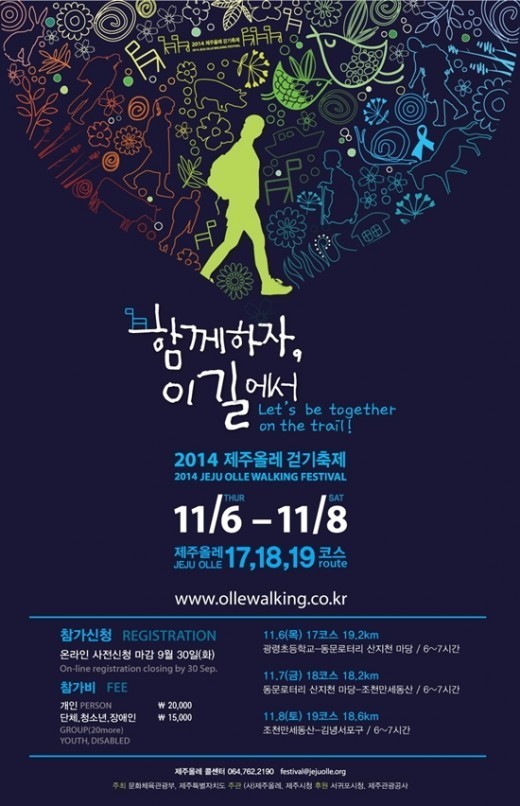 2014 제주올레 걷기축제
2014 JEJU OLLE WALKING FESTIVAL
함께하자,
이 길에서
Let's be together
on the trail!
2014 제주올레 걷기축제
2014 JEJU OLLE WALKING FESTIVAL
THUR SAT
11/6 – 11/8
제주올레 17,18,19 코스
JEJU OLLE route
www.ollewalking.co.kr
참가신청 REGISTRATION
온라인 사전신청 마감 9월 30일(화)
On-line registration closing by 30 Sep.
참가비 FEE
개인 PERSON ₩ 20,000
단체,청소년,장애인 ₩ 15,000
GROUP(20more)
YOUTH, DISABLED
11,6(목) 17코스 19,2km
광령초등학교–동문로터리 산지천 마당 / 6~7시간
11,7(금) 18코스 18,2km
동문로터리 산지천 마당–조천만세동산 / 6~7시간
11,8(토) 19코스 18,6km
조천만세동산–김녕서포구 / 6~7시간
제주올레 콜센터 064,762,2190 festival@jejuolle.org
주최 문화체육관광부, 제주특별자치도 주관 (사)제주올레, 제주시청 후원 서귀포시청, 제주관광공사